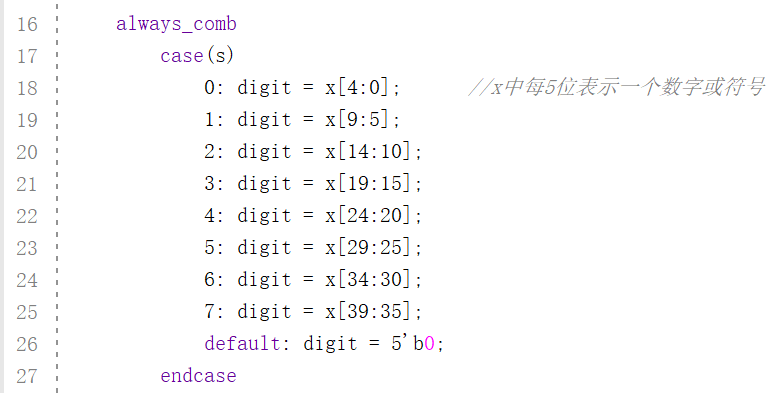 16 always_comb
17 case(s)
18 0: digit = x[4:0]; //x中每5位表示一个数字或符号
19 1: digit = x[9:5];
20 2: digit = x[14:10];
21 3: digit = x[19:15];
22 4: digit = x[24:20];
23 5: digit = x[29:25];
24 6: digit = x[34:30];
25 7: digit = x[39:35];
26 default: digit = 5'b0;
27 endcase